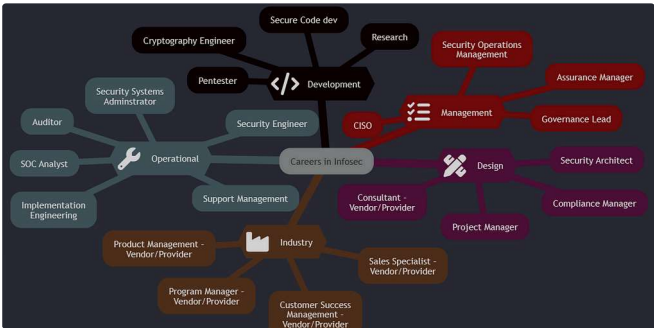 Secure Code dev
Cryptography Engineer
Research
Pentester
</> Development
Security Operations
Management
Assurance Manager
Management
Governance Lead
CISO
Security Systems
Adminstrator
Auditor
Security Engineer
SOC Analyst
Operational
Implementation
Engineering
Support Management
Careers in Infosec
Design
Security Architect
Consultant –
Vendor/Provider
Compliance Manager
Project Manager
Industry
Product Management –
Vendor/Provider
Sales Specialist –
Vendor/Provider
Program Manager –
Vendor/Provider
Customer Success
Management –
Vendor/Provider